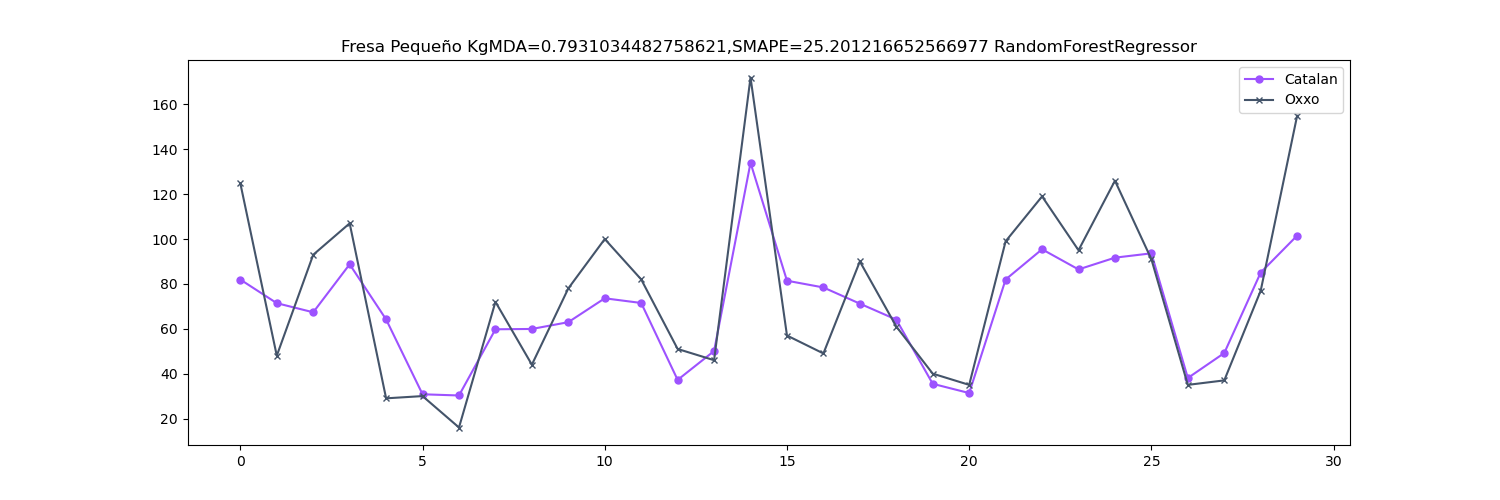 Fresa Pequeño KgMDA=0.7931034482758621,SMAPE=25.201216652566977 RandomForestRegressor
Catalan
Oxxo
160
140
120
100
80
60
40
20
0 5 10 15 20 25 30